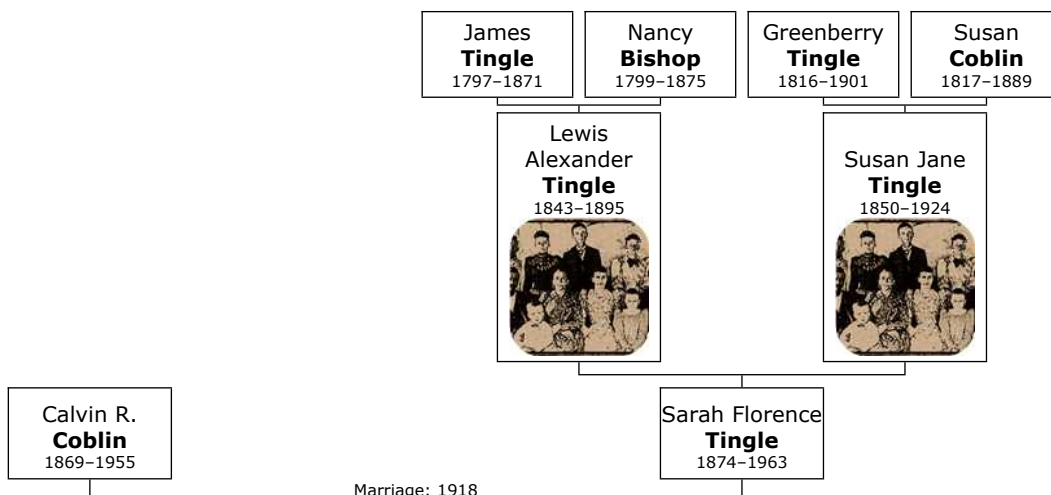 James
Tingle
1797–1871
Nancy
Bishop
1799–1875
Greenberry
Tingle
1816–1901
Susan
Coblin
1817–1889
Lewis
Alexander
Tingle
1843–1895
Susan Jane
Tingle
1850–1924
Calvin R.
Coblin
1869–1955
Sarah Florence
Tingle
1874–1963
Marriage: 1918